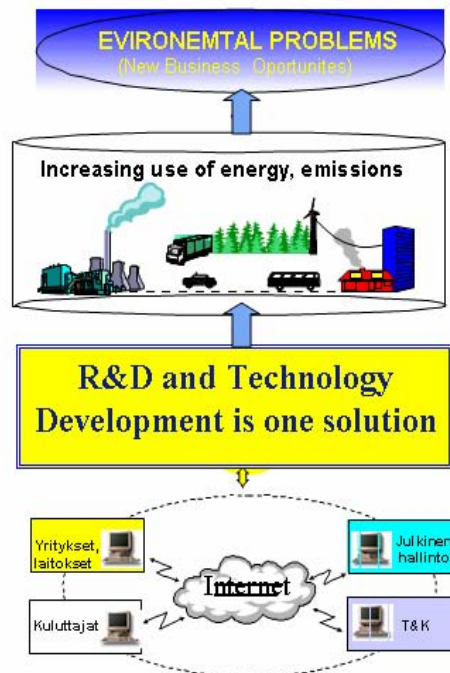 EVIRONEMTAL PROBLEMS
(New Business Oportunites)
Increasing use of energy, emissions
R&D and Technology
Development is one solution
Yritykset,
laitokset
Julkinen
hallinto
Internet
Kuluttajat
T&K